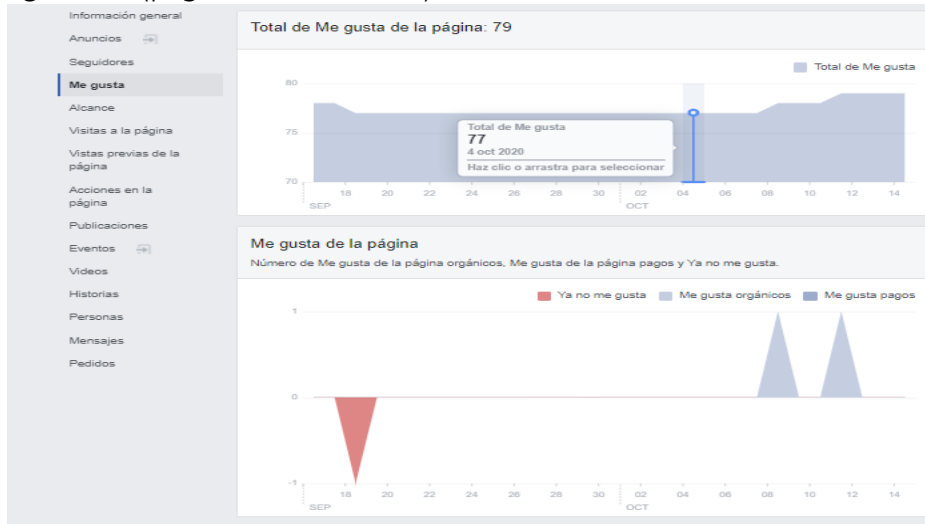 Información general
Anuncios
Seguidores
Me gusta
Alcance
Visitas a la página
Vistas previas de la
página
Acciones en la
página
Publicaciones
Eventos
Videos
Historias
Personas
Mensajes
Pedidos
Total de Me gusta de la página: 79
Total de Me gusta
80
75
70
Total de Me gusta
77
4 oct 2020
Haz clic o arrastra para seleccionar
18 20 22 24 26 28 30 02 04 06 08 10 12 14
SEP OCT
Me gusta de la página
Número de Me gusta de la página orgánicos, Me gusta de la página pagos y Ya no me gusta.
Ya no me gusta Me gusta orgánicos Me gusta pagos
1
0
-1
18 20 22 24 26 28 30 02 04 06 08 10 12 14
SEP OCT